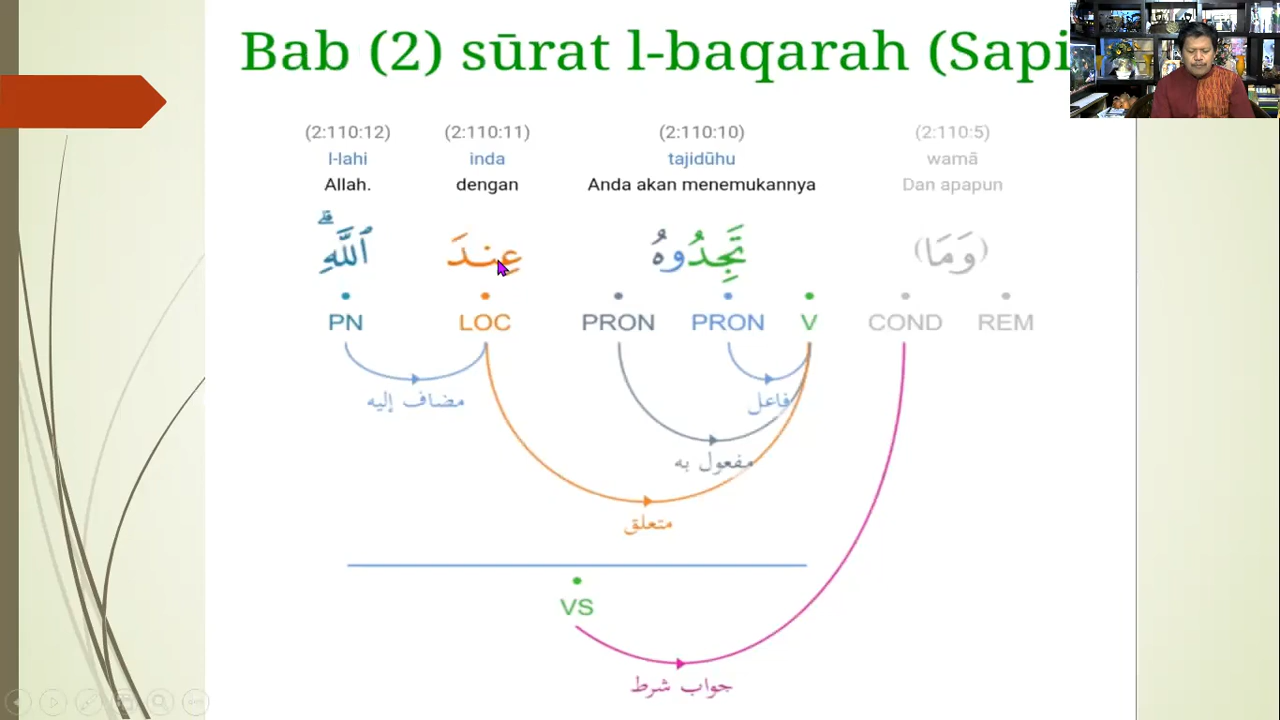 Bab (2) sūrat l-baqarah (Sapi
(2:110:12) (2:110:11) (2:110:10) (2:110:5)
l-lahi inda tajidūhu wamā
Allah. dengan Anda akan menemukannya Dan apapun
(وَمَا) تَجِدُوهُ عِندَ ٱللَّهِ ۗ
PN LOC PRON PRON V COND REM
مضاف إليه فاعل
مفعول به
متعلق
VS
جواب شرط